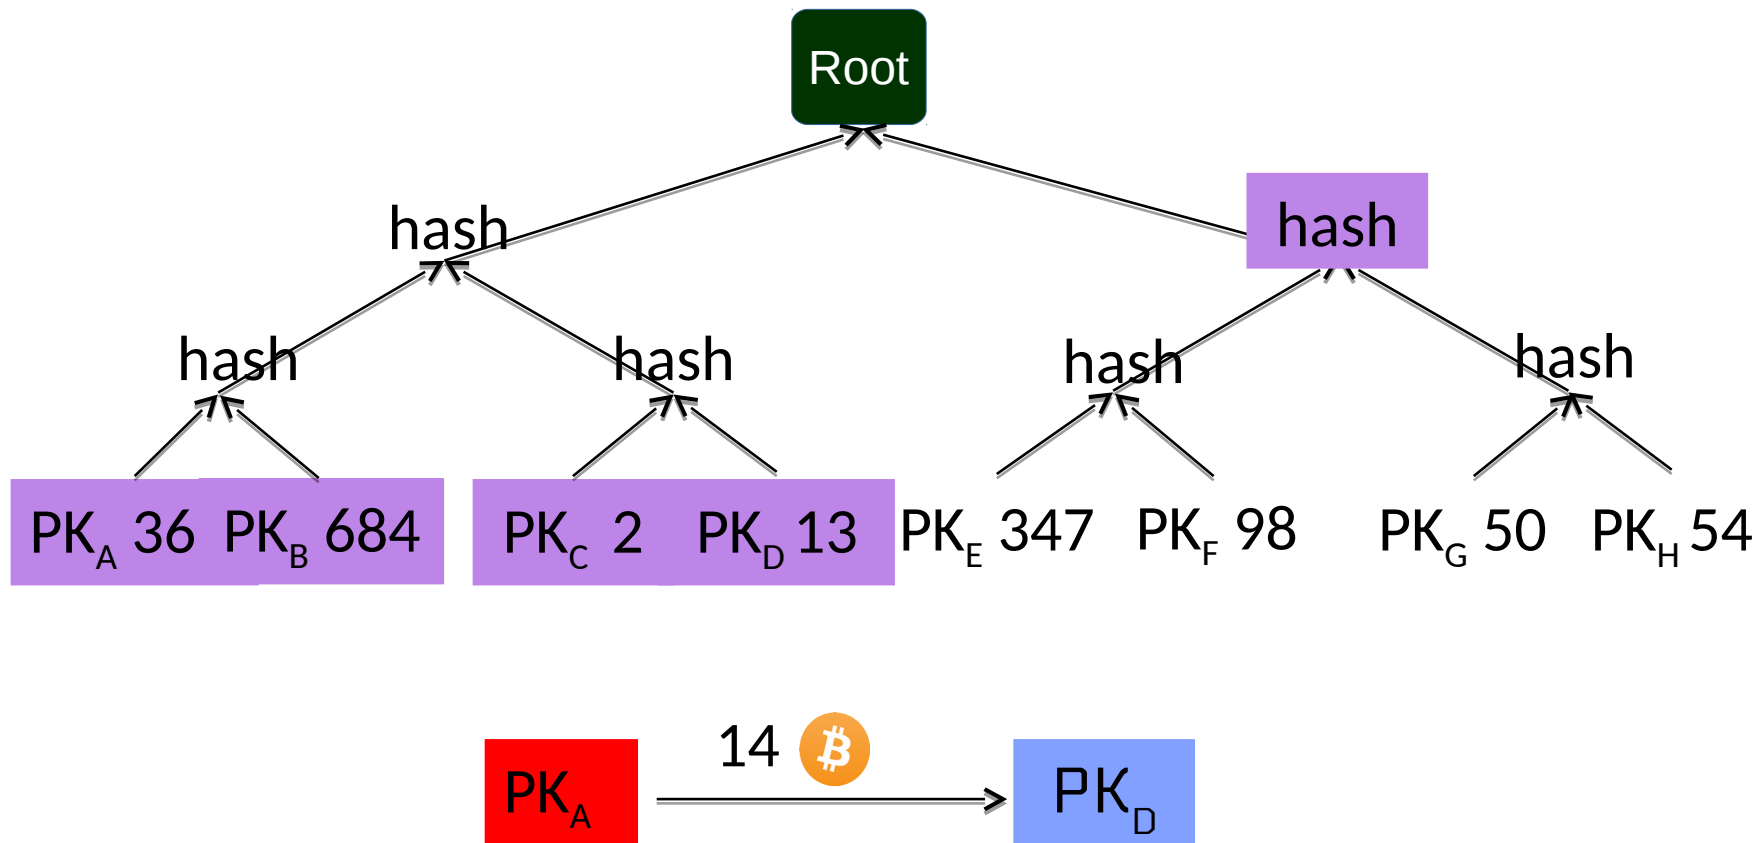 Root
hash
hash
hash
hash
hash
hash
PKA 36
PKB 684
PKC 2
PKD 13
PKE 347
PKF 98
PKG 50
PKH 54
14 ₿
PKA
PKD